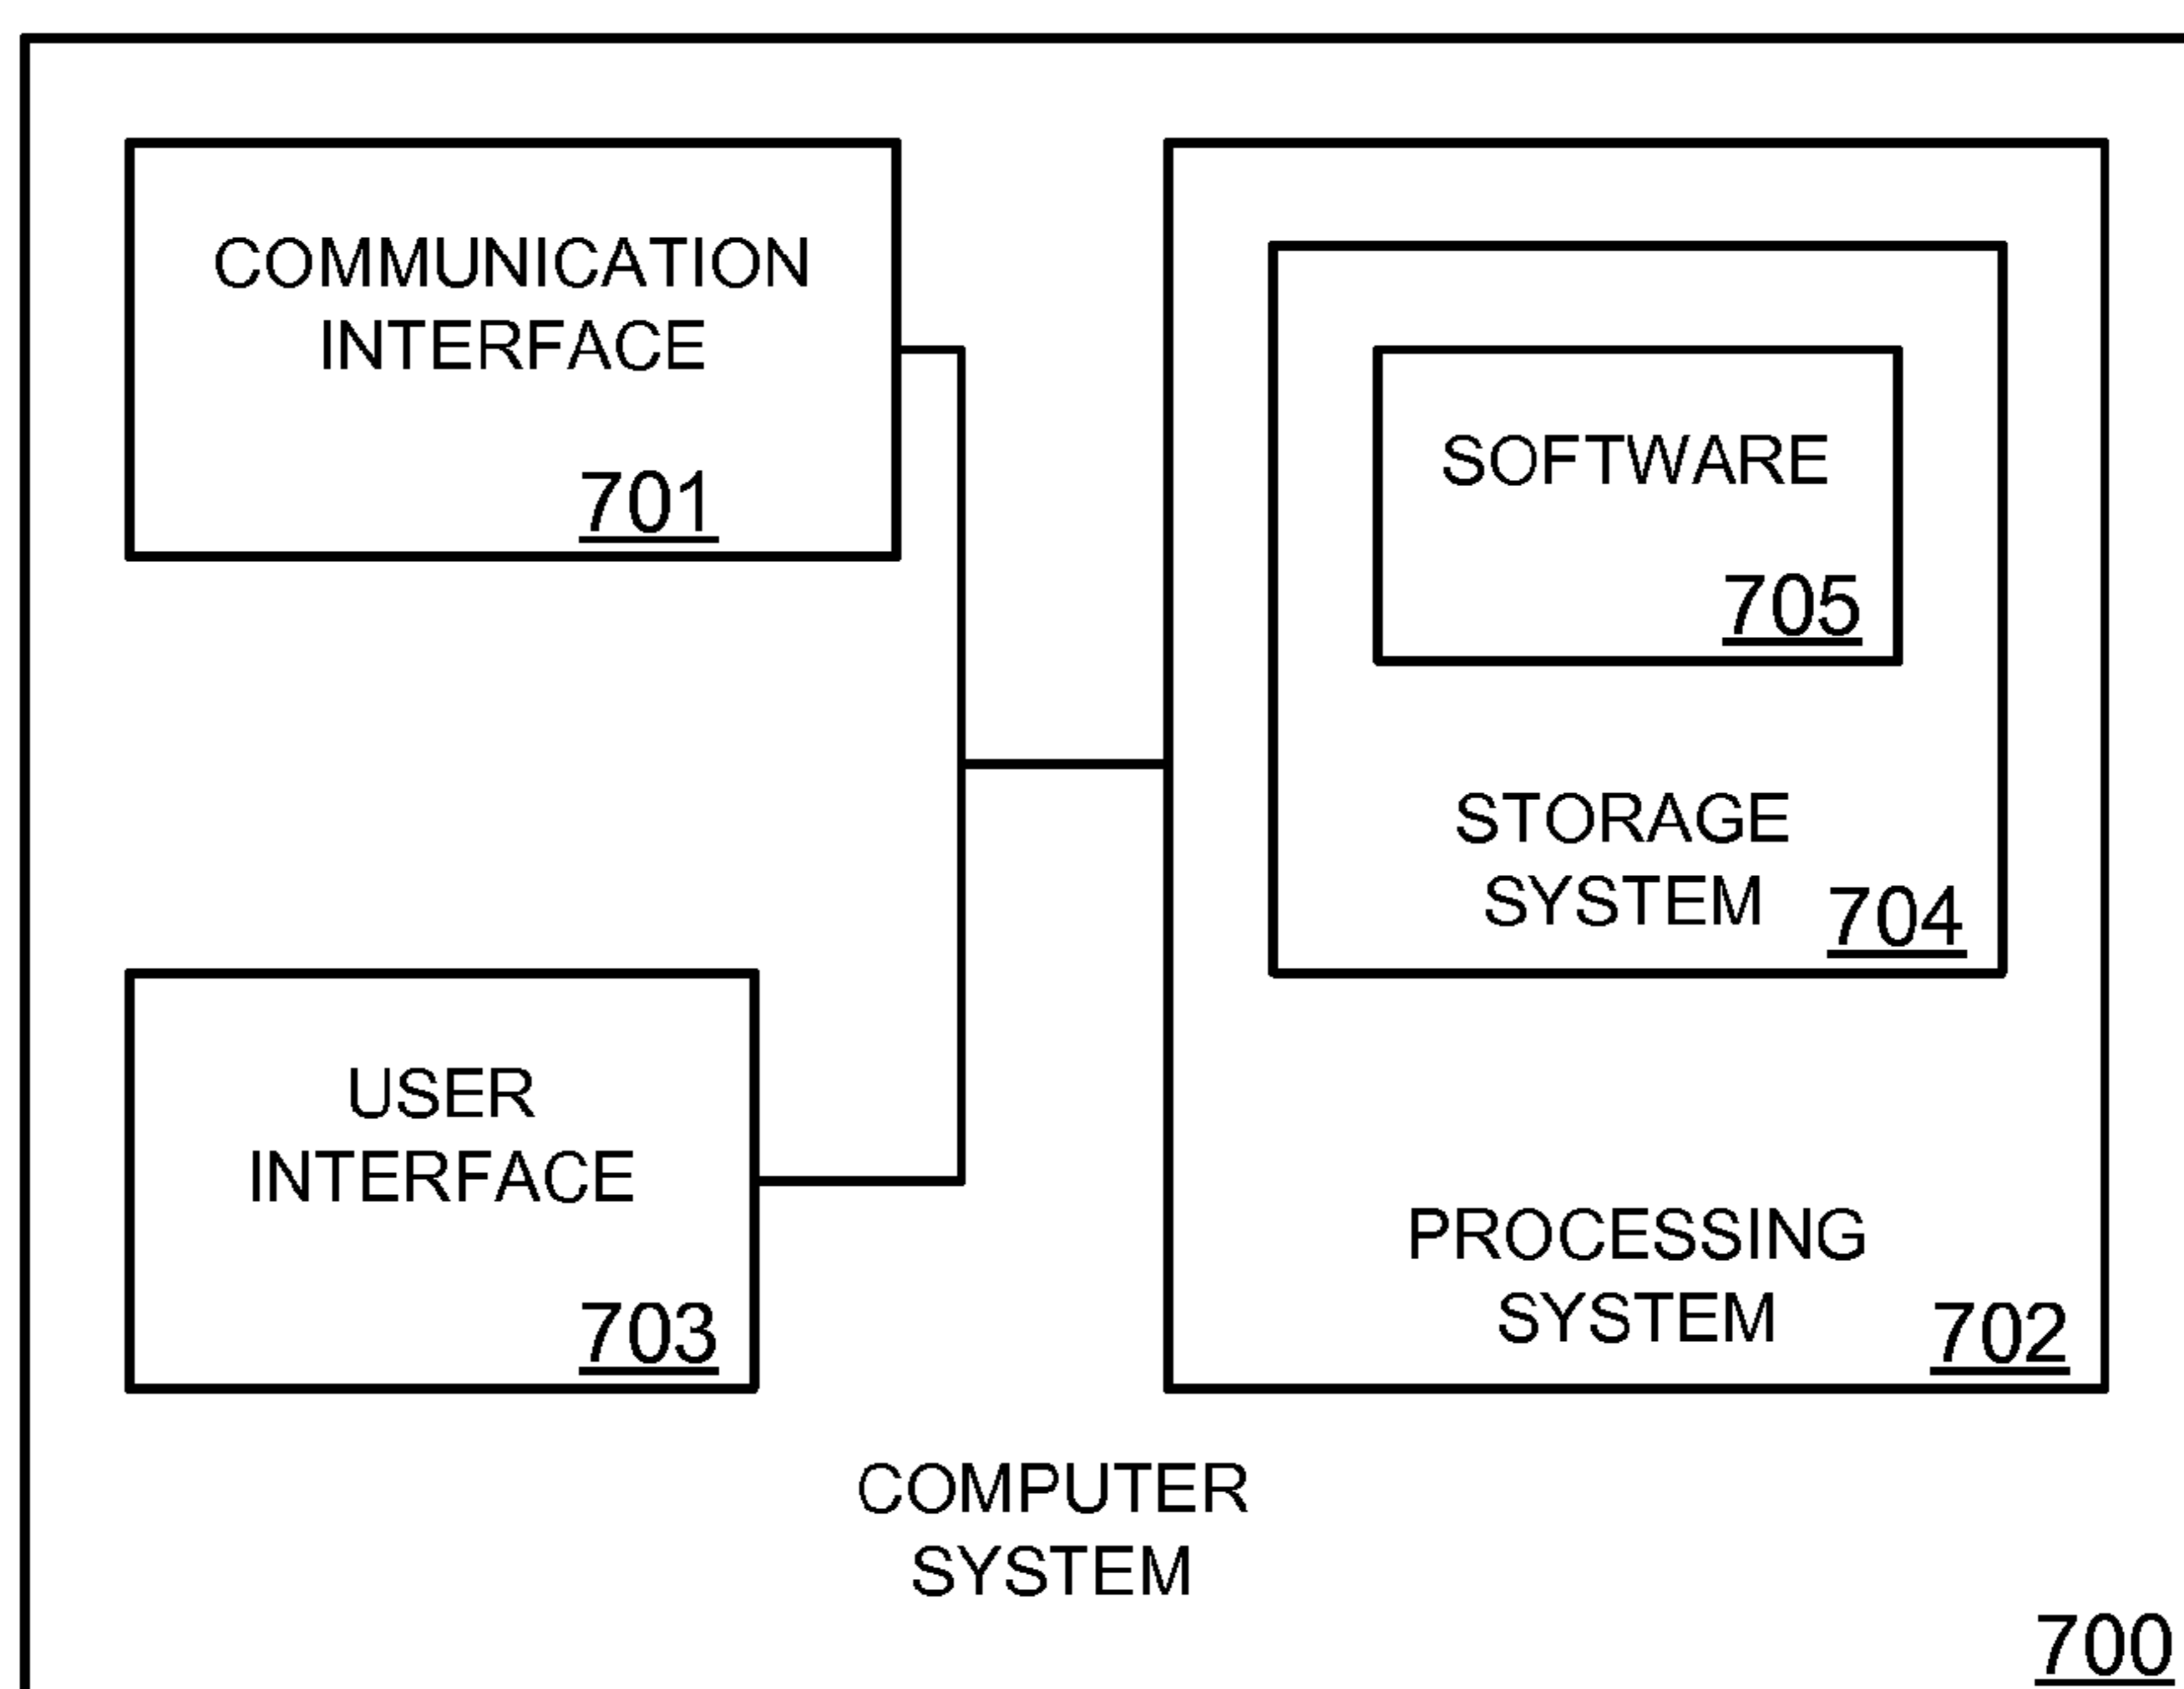 COMMUNICATION
INTERFACE
701
SOFTWARE
705
STORAGE
SYSTEM 704
USER
INTERFACE
703
PROCESSING
SYSTEM 702
COMPUTER
SYSTEM
700